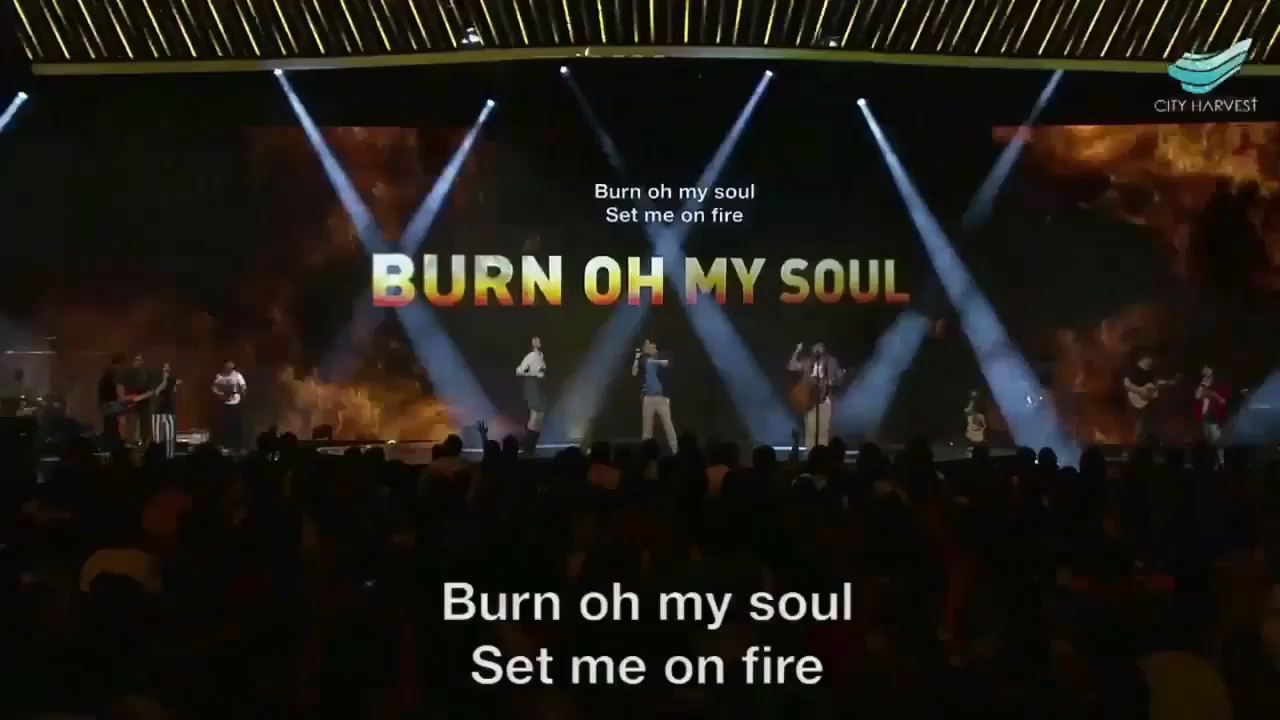 CITY HARVEST
Burn oh my soul
Set me on fire
BURN OH MY SOUL
Burn oh my soul
Set me on fire